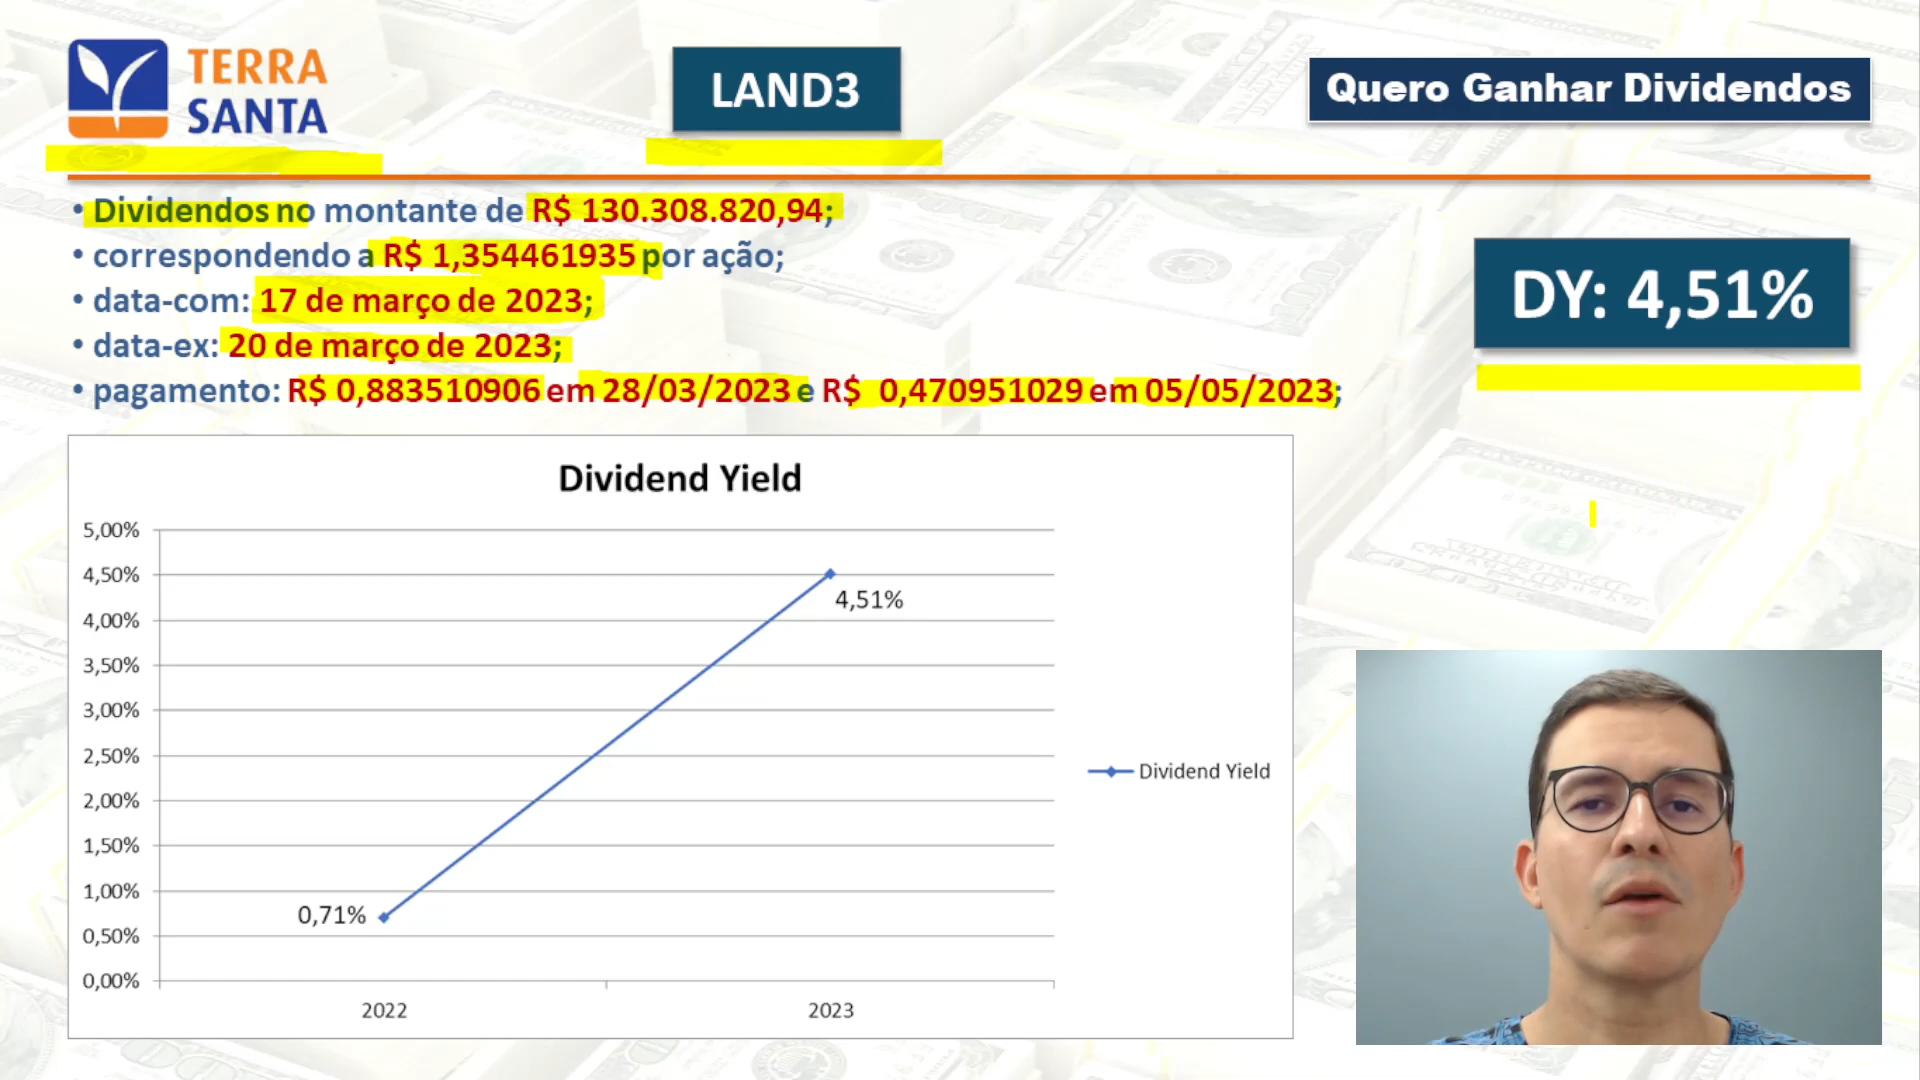 TERRA
SANTA
LAND3
Quero Ganhar Dividendos
• Dividendos no montante de R$ 130.308.820,94;
• correspondendo a R$ 1,354461935 por ação;
• data-com: 17 de março de 2023;
• data-ex: 20 de março de 2023;
• pagamento: R$ 0,883510906 em 28/03/2023 e R$ 0,470951029 em 05/05/2023;
DY: 4,51%
Dividend Yield
5,00%
4,50%
4,00%
3,50%
3,00%
2,50%
2,00%
1,50%
1,00%
0,50%
0,00%
4,51%
0,71%
Dividend Yield
2022
2023